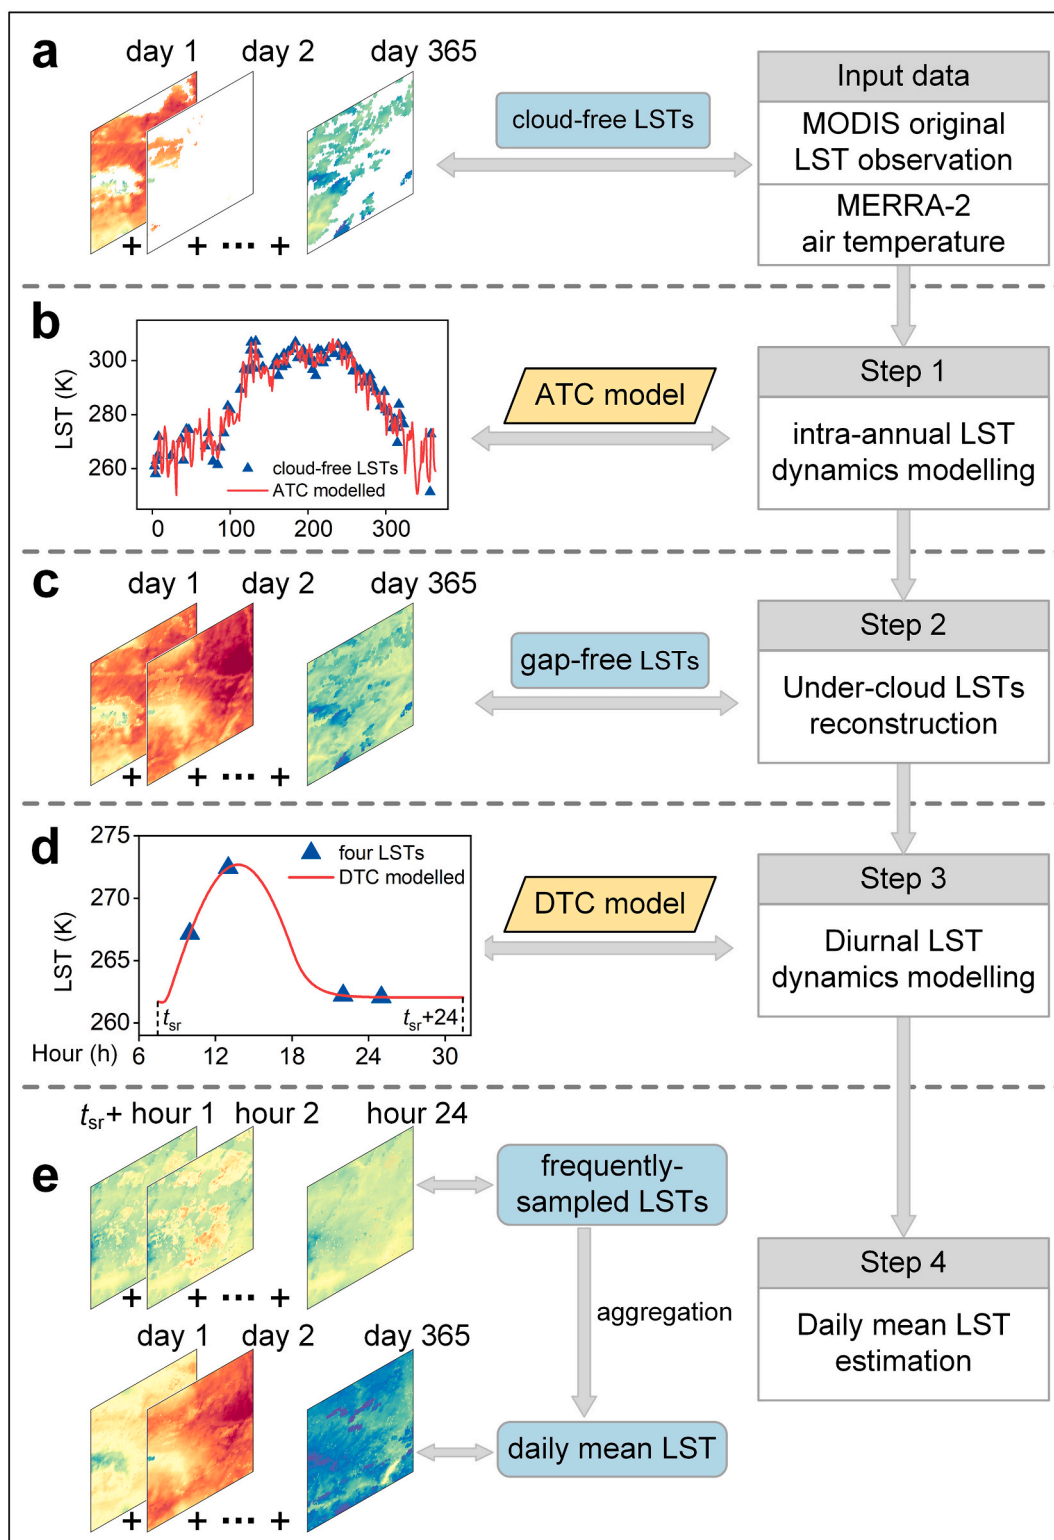 a
day 1
day 2
day 365
cloud-free LSTs
Input data
MODIS original
LST observation
MERRA-2
air temperature
+ + ··· +
b
LST (K)
300
280
260
cloud-free LSTs
ATC modelled
0 100 200 300
ATC model
Step 1
intra-annual LST
dynamics modelling
c
day 1
day 2
day 365
gap-free LSTs
Step 2
Under-cloud LSTs
reconstruction
+ + ··· +
d
LST (K)
275
270
265
260
four LSTs
DTC modelled
tsr
tsr+24
Hour (h) 6 12 18 24 30
DTC model
Step 3
Diurnal LST
dynamics modelling
e
tsr+ hour 1
hour 2
hour 24
frequently-
sampled LSTs
+ + ··· +
aggregation
Step 4
Daily mean LST
estimation
day 1
day 2
day 365
daily mean LST
+ + ··· +